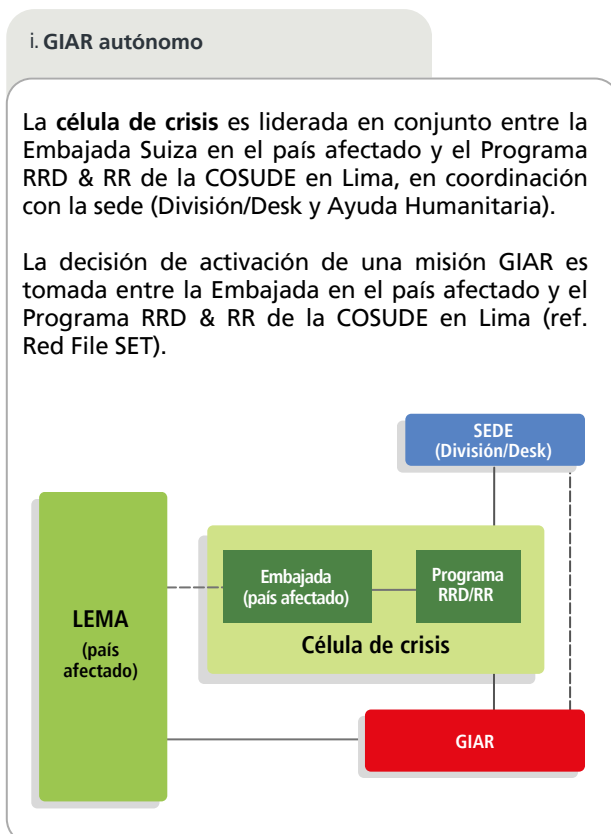 i. GIAR autónomo
La célula de crisis es liderada en conjunto entre la
Embajada Suiza en el país afectado y el Programa
RRD & RR de la COSUDE en Lima, en coordinación
con la sede (División/Desk y Ayuda Humanitaria).
La decisión de activación de una misión GIAR es
tomada entre la Embajada en el país afectado y el
Programa RRD & RR de la COSUDE en Lima (ref.
Red File SET).
SEDE
(División/Desk)
Embajada
(país afectado)
Programa
RRD/RR
Célula de crisis
LEMA
(país
afectado)
GIAR